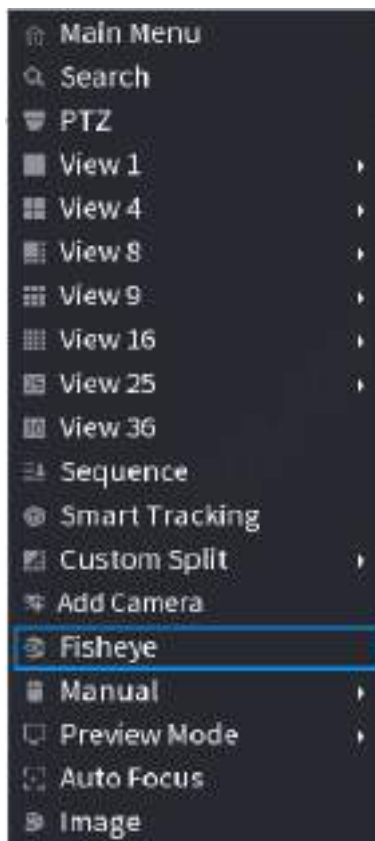 Main Menu
Search
PTZ
View 1
View 4
View 8
View 9
View 16
View 25
View 36
Sequence
Smart Tracking
Custom Split
Add Camera
Fisheye
Manual
Preview Mode
Auto Focus
Image